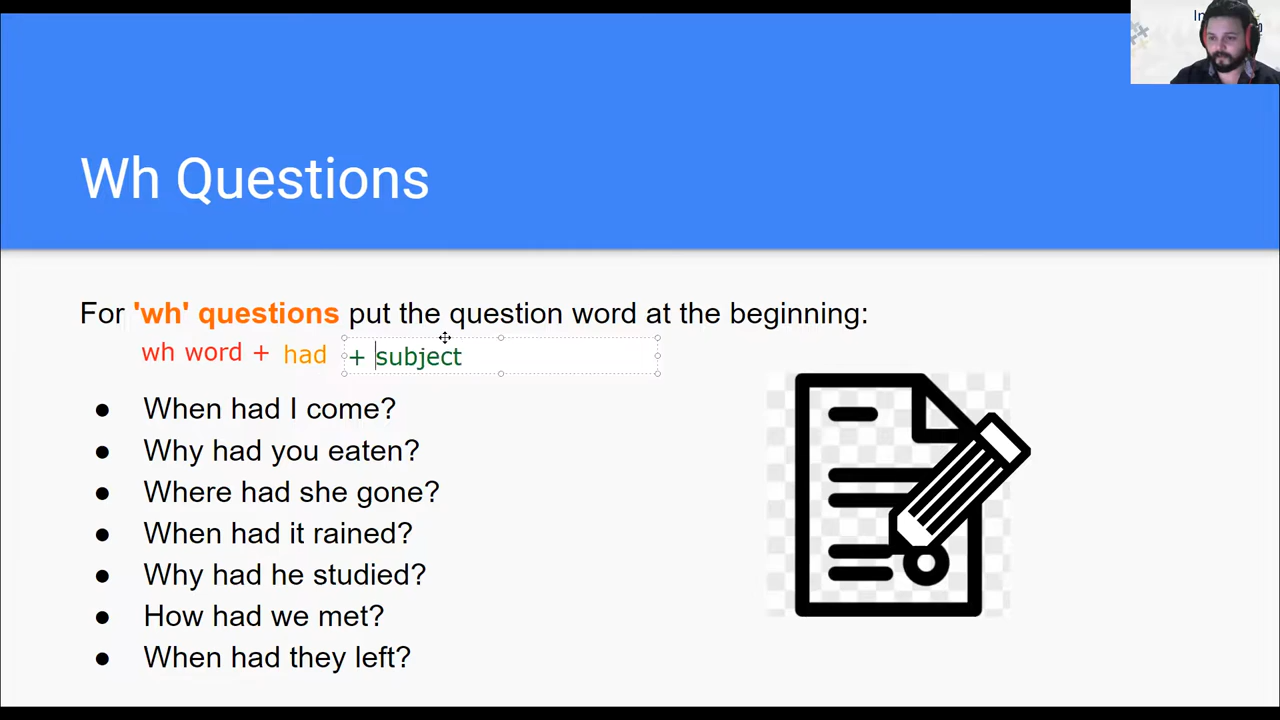 Wh Questions
For 'wh' questions put the question word at the beginning:
wh word + had + subject
● When had I come?
● Why had you eaten?
● Where had she gone?
● When had it rained?
● Why had he studied?
● How had we met?
● When had they left?